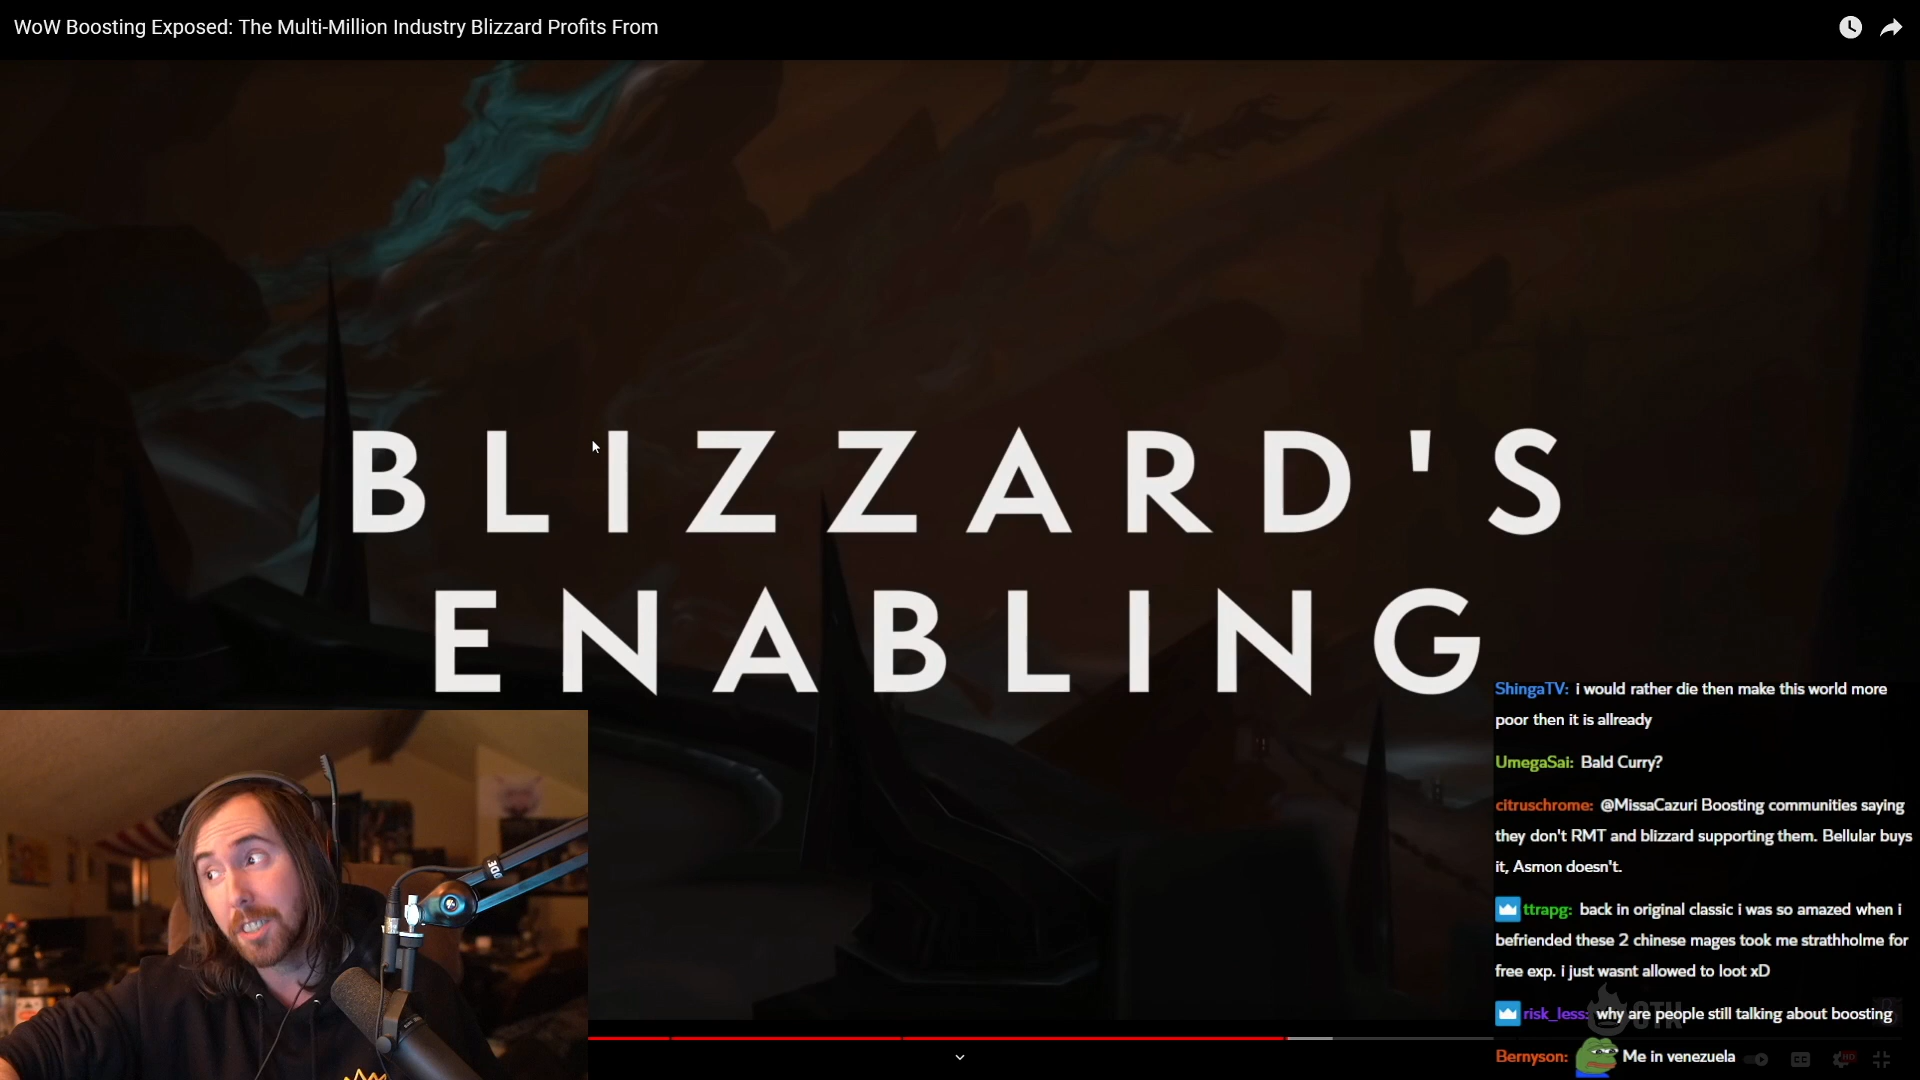 WoW Boosting Exposed: The Multi-Million Industry Blizzard Profits From
BLIZZARD'S
ENABLING
ShingaTV: i would rather die then make this world more
poor then it is allready
UmegaSai: Bald Curry?
citruschrome: @MissaCazuri Boosting communities saying
they don't RMT and blizzard supporting them. Bellular buys
it, Asmon doesn't.
ttrapg: back in original classic i was so amazed when i
befriended these 2 chinese mages took me strathholme for
free exp. i just wasnt allowed to loot xD
OTK
risk_less: why are people still talking about boosting
Bernyson: Me in venezuela
CC
HD